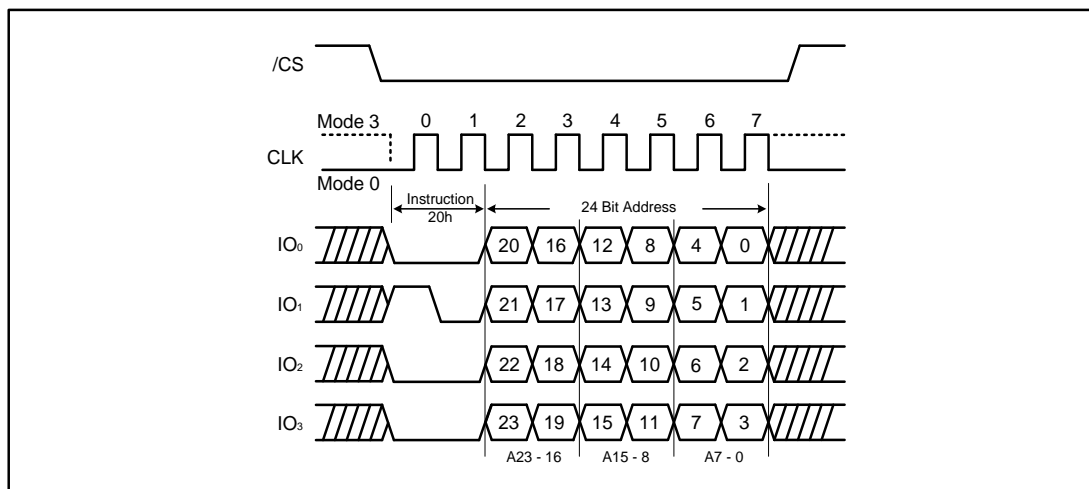 /CS
Mode 3 0 1 2 3 4 5 6 7
CLK
Mode 0
Instruction
20h
24 Bit Address
IO₀ 20 16 12 8 4 0
IO₁ 21 17 13 9 5 1
IO₂ 22 18 14 10 6 2
IO₃ 23 19 15 11 7 3
A23 - 16 A15 - 8 A7 - 0